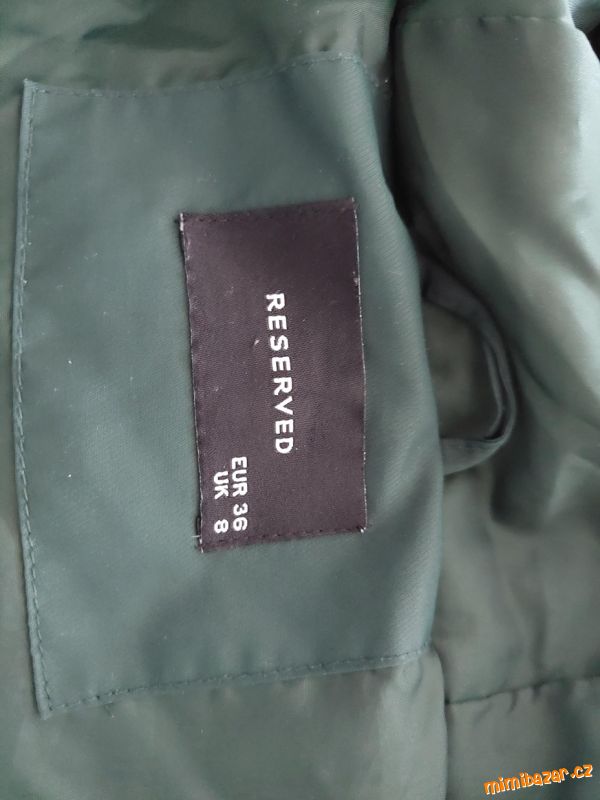 RESERVED
EUR 36
UK 8
mimibazar.cz